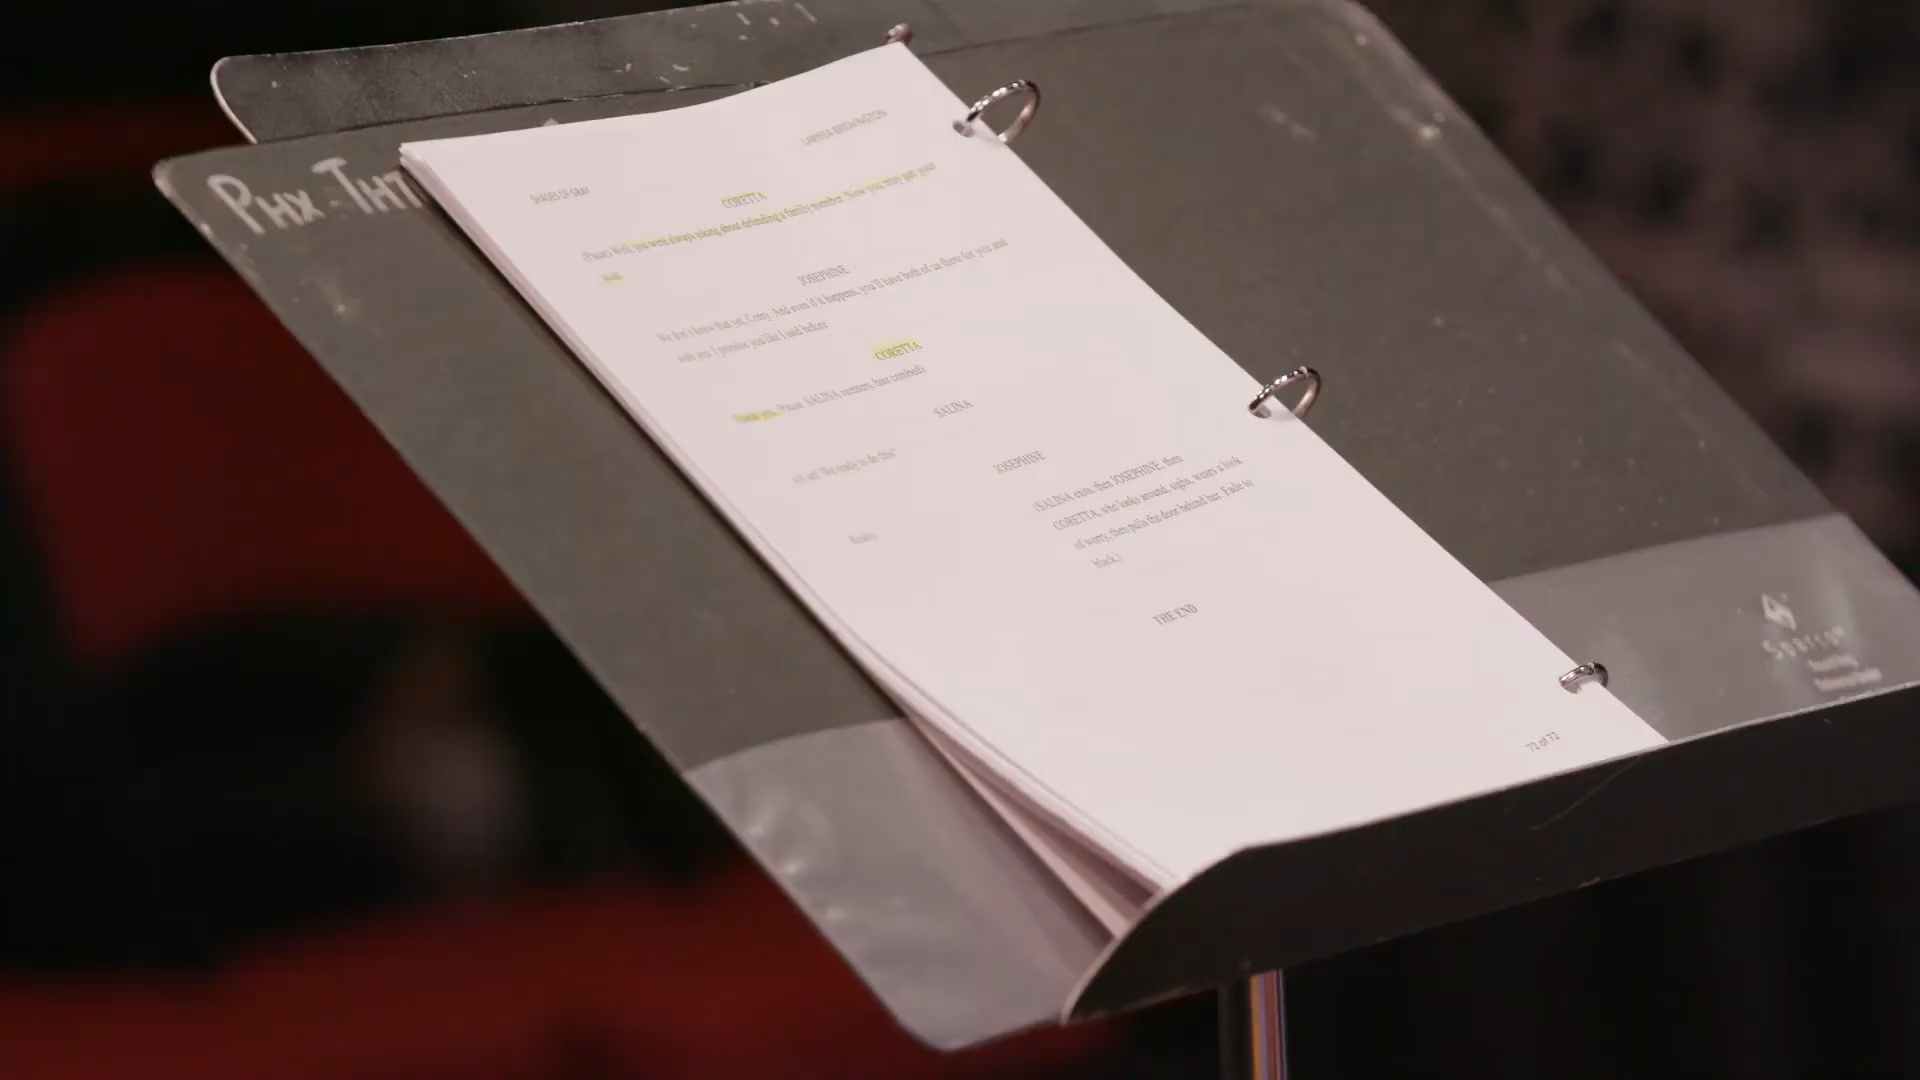 PHX-THT
LARISSA BREWINGTON
SHADES OF GRAY
CORETTA
(Pause) Well, you were always joking about defending a family member. Now you may get your
wish.
JOSEPHINE
We don't know that yet, Corey. And even if it happens, you'll have both of us there for you and
with you. I promise you like I said before.
CORETTA
Thank you. (Pause. SALINA reenters, hair combed)
SALINA
All set! We ready to do this?
JOSEPHINE
Ready.
(SALINA exits, then JOSEPHINE, then
CORETTA, who looks around, sighs, wears a look
of worry, then pulls the door behind her. Fade to
black.)
THE END
72 of 72